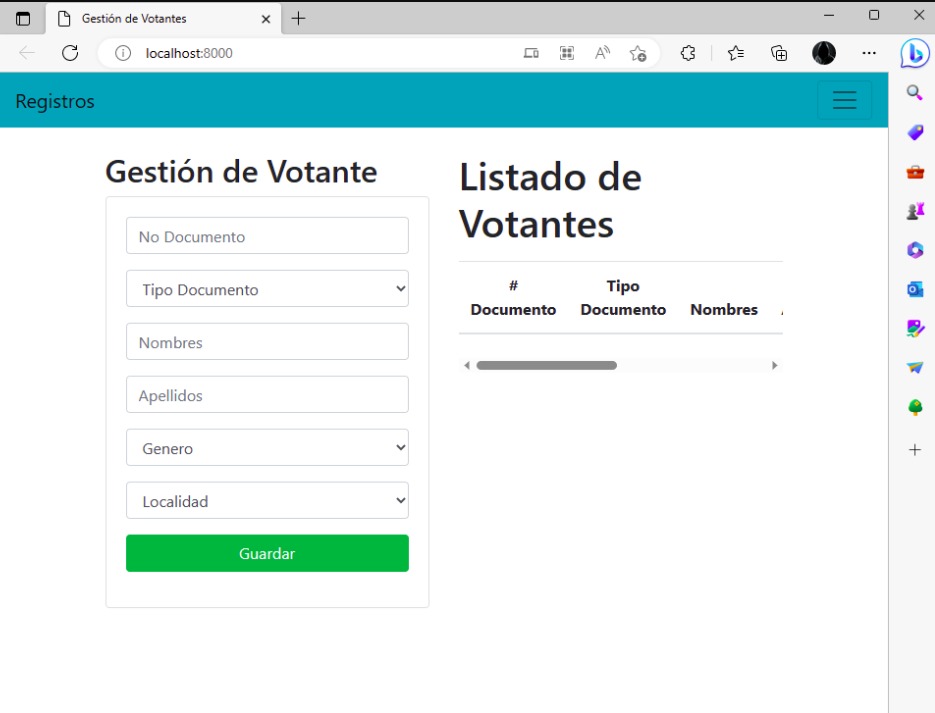 Gestión de Votantes
localhost:8000
Registros
Gestión de Votante
No Documento
Tipo Documento
Nombres
Apellidos
Genero
Localidad
Guardar
Listado de
Votantes
# Documento
Tipo Documento
Nombres